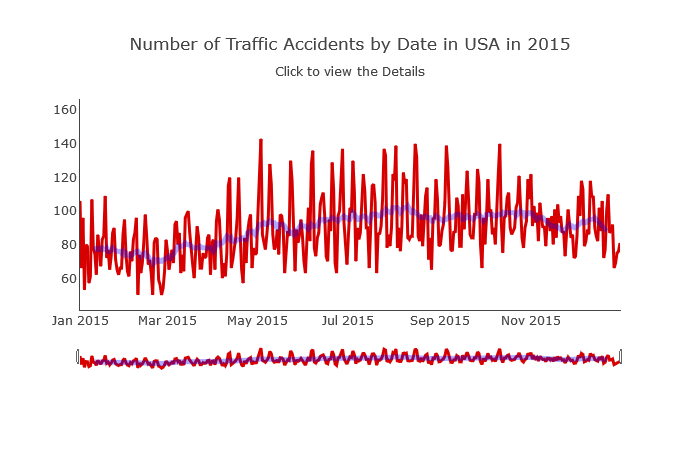 Number of Traffic Accidents by Date in USA in 2015
Click to view the Details
160
140
120
100
80
60
Jan 2015 Mar 2015 May 2015 Jul 2015 Sep 2015 Nov 2015